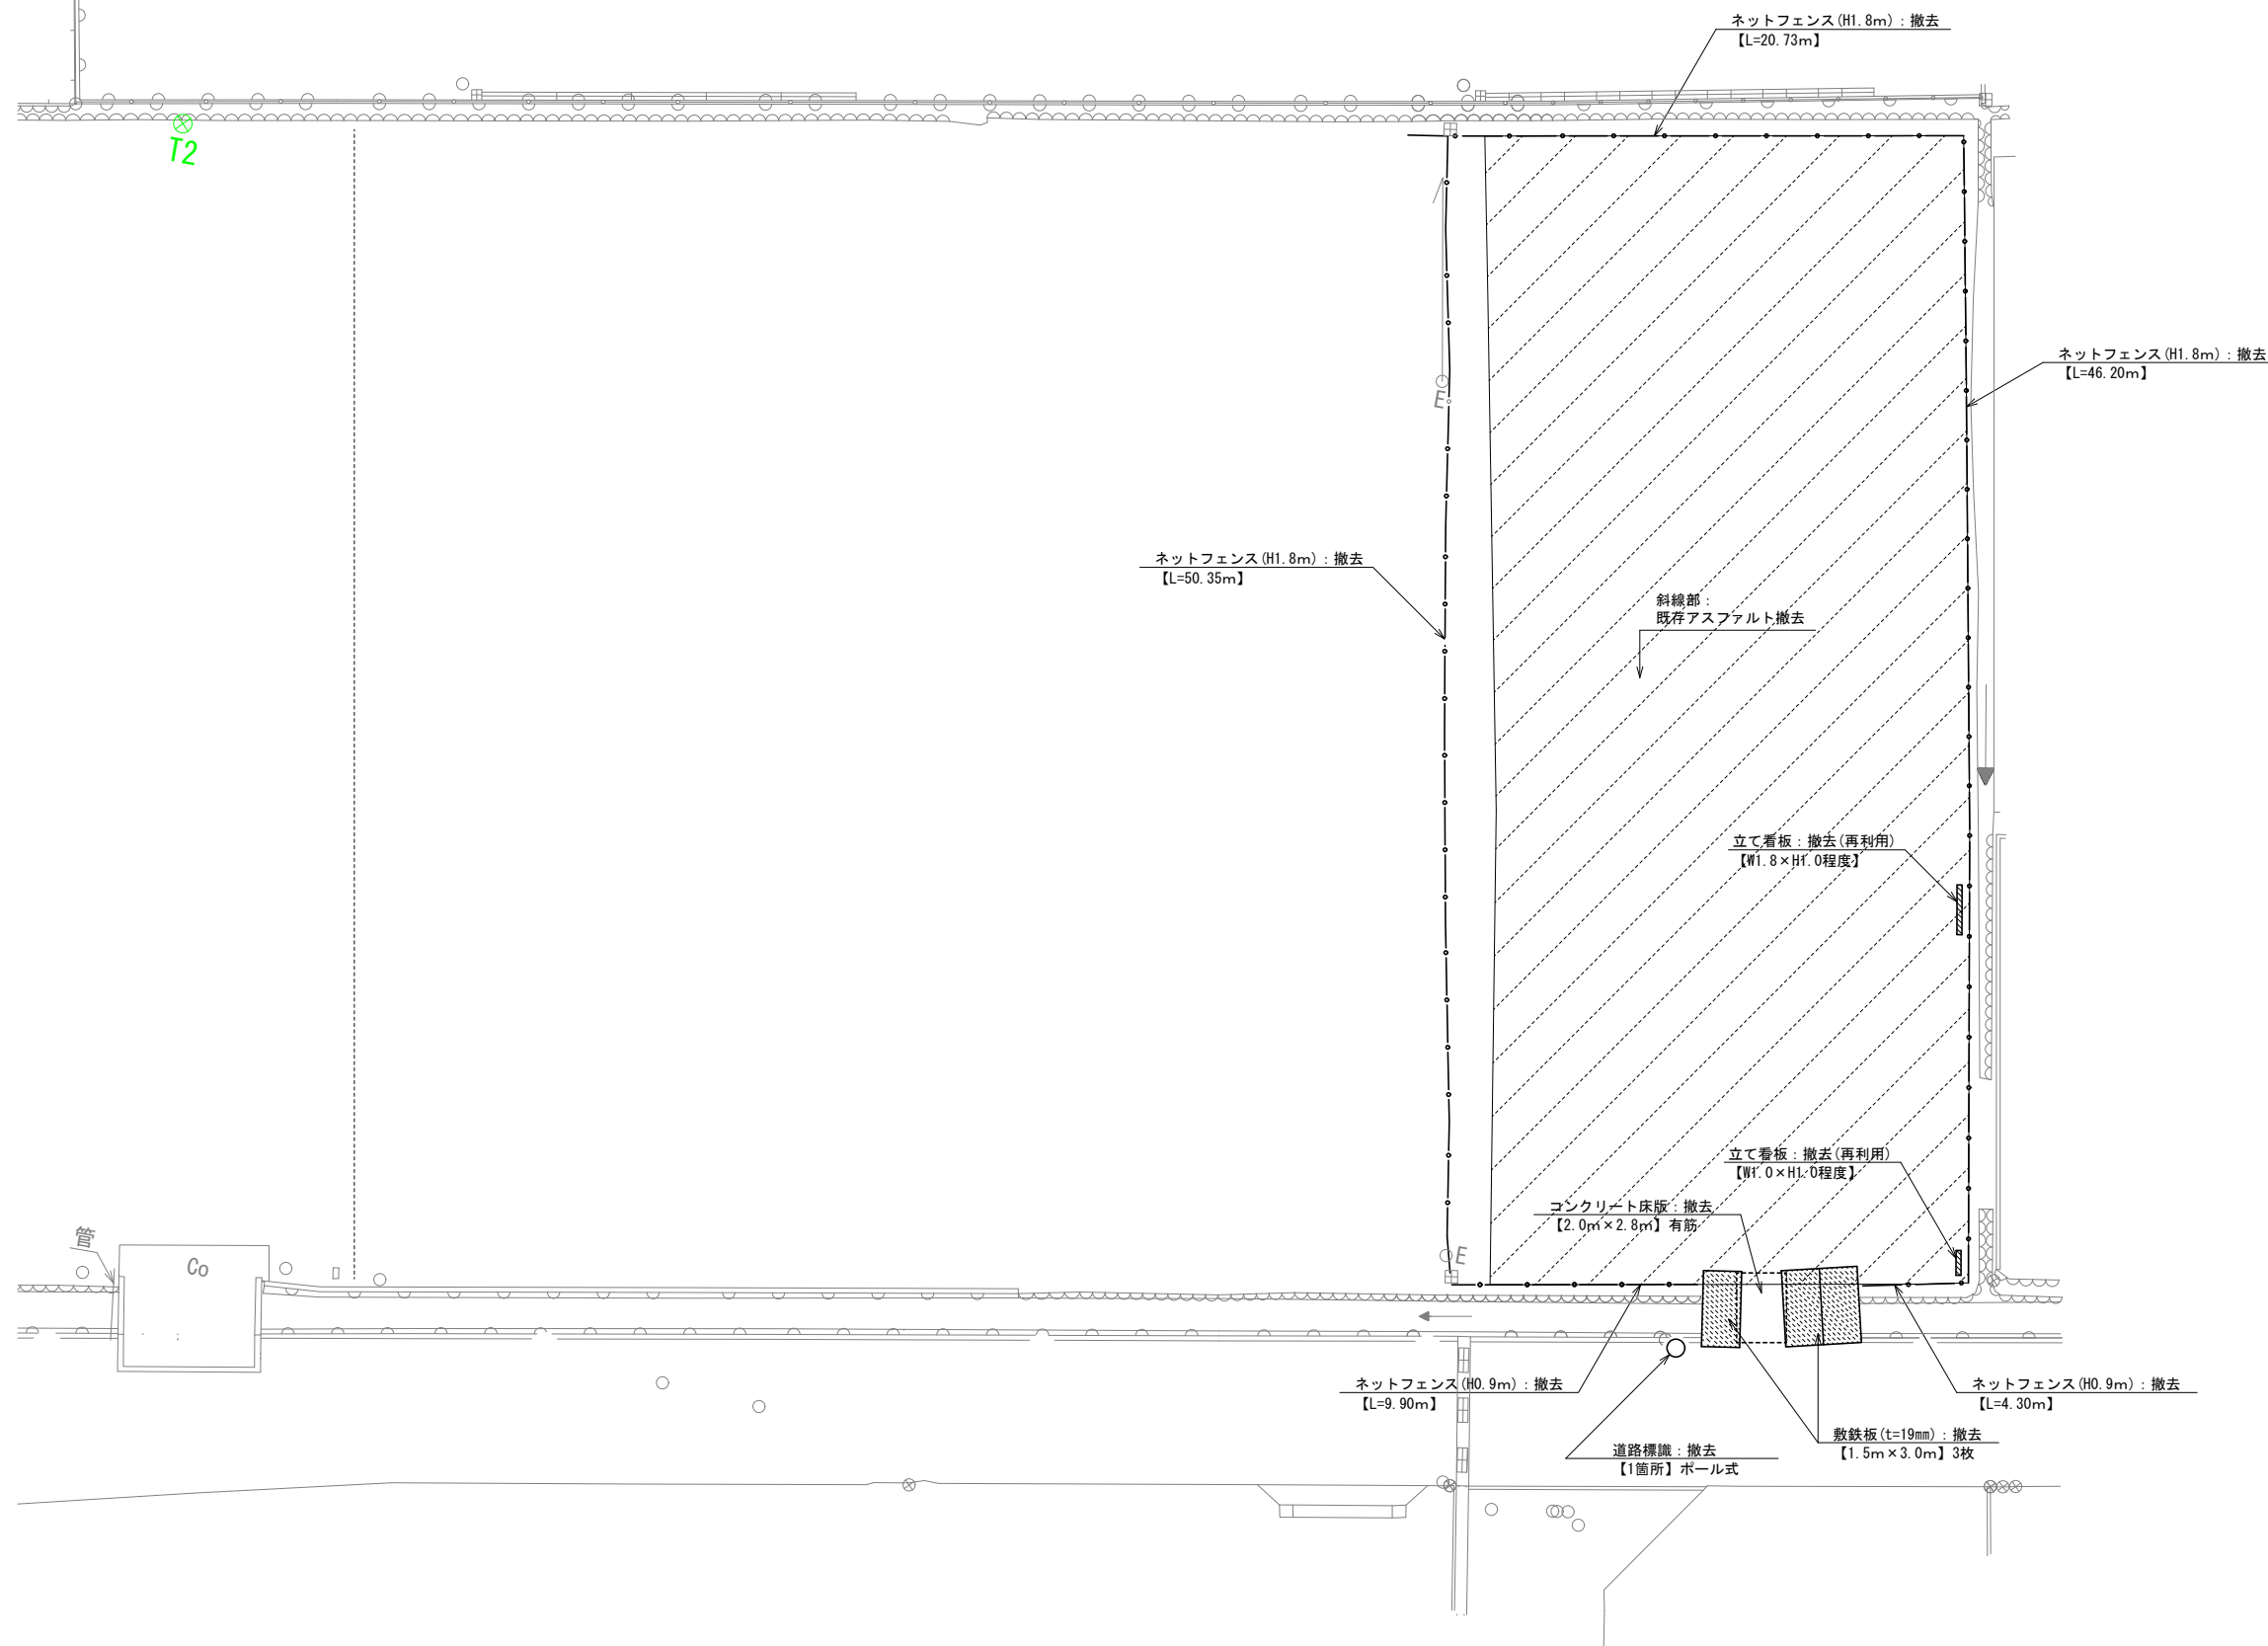 ネットフェンス(H1.8m)：撤去
【L=20.73m】
T2
ネットフェンス(H1.8m)：撤去
【L=46.20m】
E
ネットフェンス(H1.8m)：撤去
【L=50.35m】
斜線部：
既存アスファルト撤去
立て看板：撤去(再利用)
【W1.8×H1.0程度】
立て看板：撤去(再利用)
【W1.0×H1.0程度】
コンクリート床版：撤去
【2.0m×2.8m】有筋
管
Co
E
ネットフェンス(H0.9m)：撤去
【L=9.90m】
ネットフェンス(H0.9m)：撤去
【L=4.30m】
敷鉄板(t=19mm)：撤去
【1.5m×3.0m】3枚
道路標識：撤去
【1箇所】ポール式